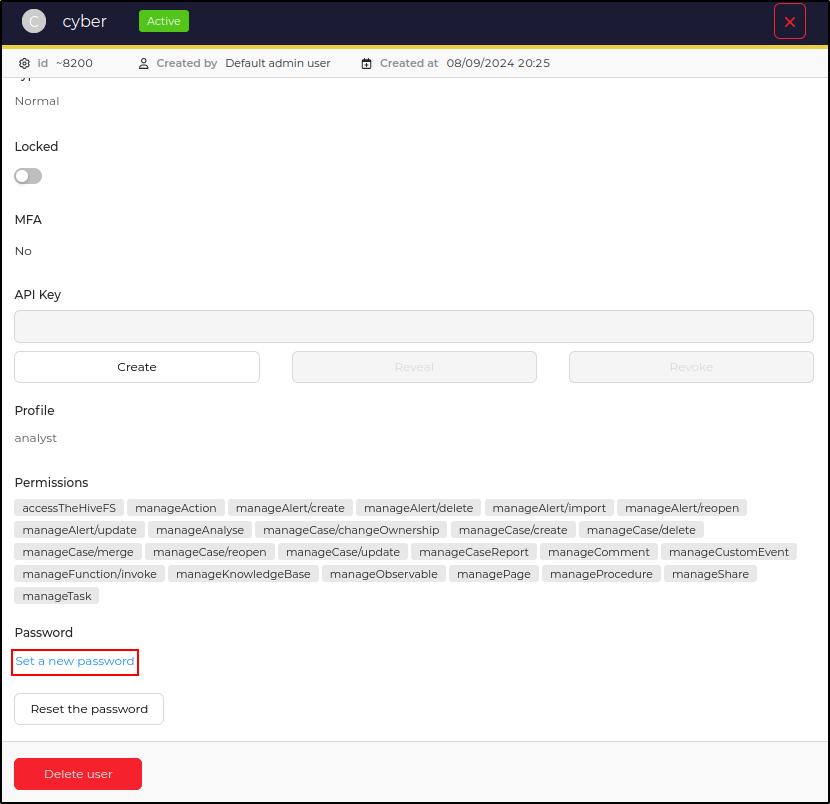 C cyber Active
id ~8200 Created by Default admin user Created at 08/09/2024 20:25
Normal
Locked
MFA
No
API Key
Create Reveal Revoke
Profile
analyst
Permissions
accessTheHiveFS manageAction manageAlert/create manageAlert/delete manageAlert/import manageAlert/reopen
manageAlert/update manageAnalyse manageCase/changeOwnership manageCase/create manageCase/delete
manageCase/merge manageCase/reopen manageCase/update manageCaseReport manageComment manageCustomEvent
manageFunction/invoke manageKnowledgeBase manageObservable managePage manageProcedure manageShare
manageTask
Password
Set a new password
Reset the password
Delete user